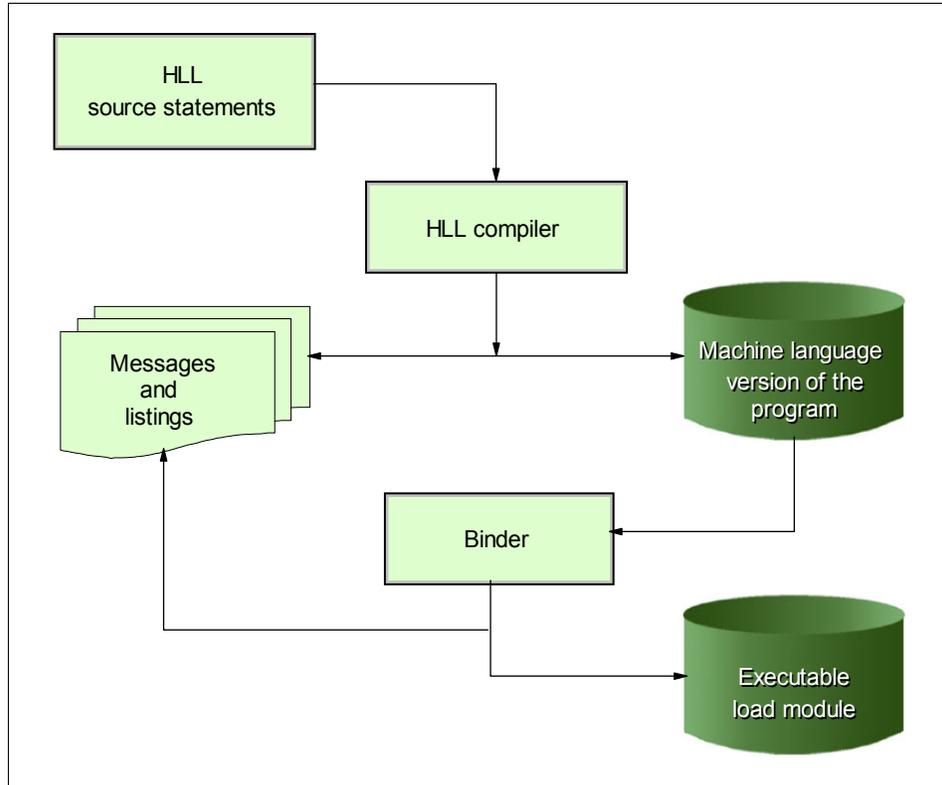 HLL
source statements
HLL compiler
Messages
and
listings
Machine language
version of the
program
Binder
Executable
load module